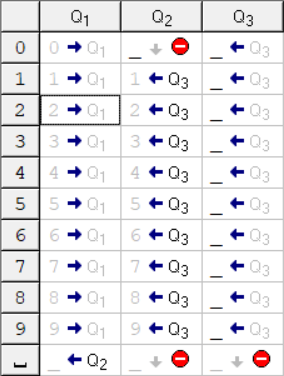 Q₁ Q₂ Q₃
0 0 → Q₁ _ ↓ ⛔ _ ← Q₃
1 1 → Q₁ 1 ← Q₃ _ ← Q₃
2 2 → Q₁ 2 ← Q₃ _ ← Q₃
3 3 → Q₁ 3 ← Q₃ _ ← Q₃
4 4 → Q₁ 4 ← Q₃ _ ← Q₃
5 5 → Q₁ 5 ← Q₃ _ ← Q₃
6 6 → Q₁ 6 ← Q₃ _ ← Q₃
7 7 → Q₁ 7 ← Q₃ _ ← Q₃
8 8 → Q₁ 8 ← Q₃ _ ← Q₃
9 9 → Q₁ 9 ← Q₃ _ ← Q₃
⎵ _ ← Q₂ _ ↓ ⛔ _ ↓ ⛔